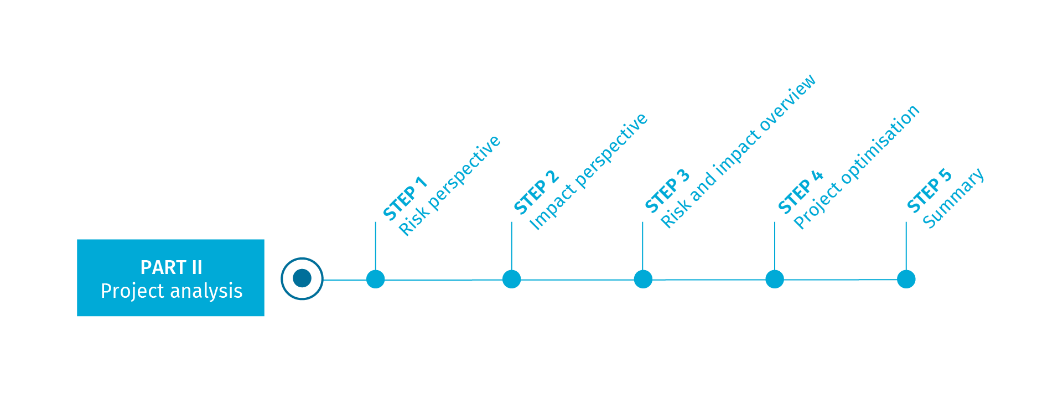 PART II
Project analysis
STEP 1
Risk perspective
STEP 2
Impact perspective
STEP 3
Risk and impact overview
STEP 4
Project optimisation
STEP 5
Summary